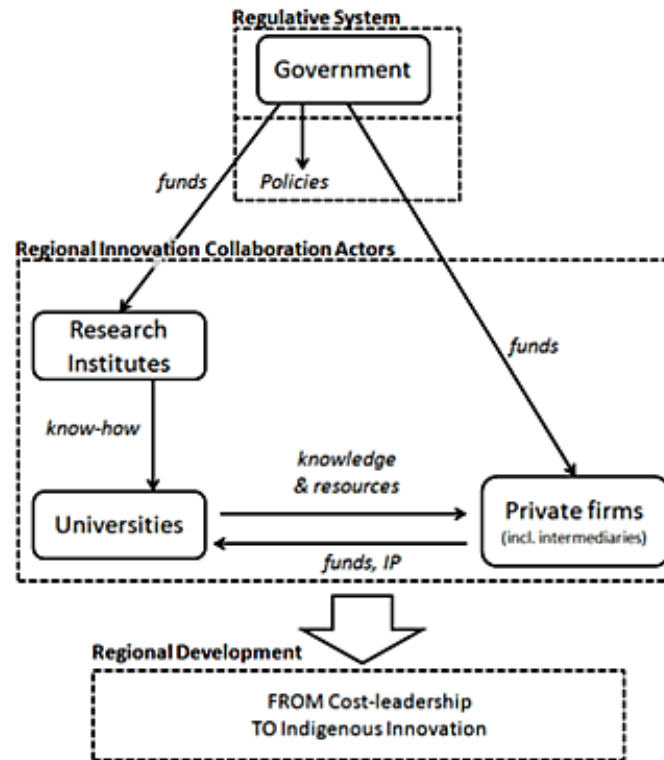 Regulative System
Government
funds
Policies
Regional Innovation Collaboration Actors
Research
Institutes
funds
know-how
knowledge
& resources
Universities
Private firms
(incl. intermediaries)
funds, IP
Regional Development
FROM Cost-leadership
TO Indigenous Innovation